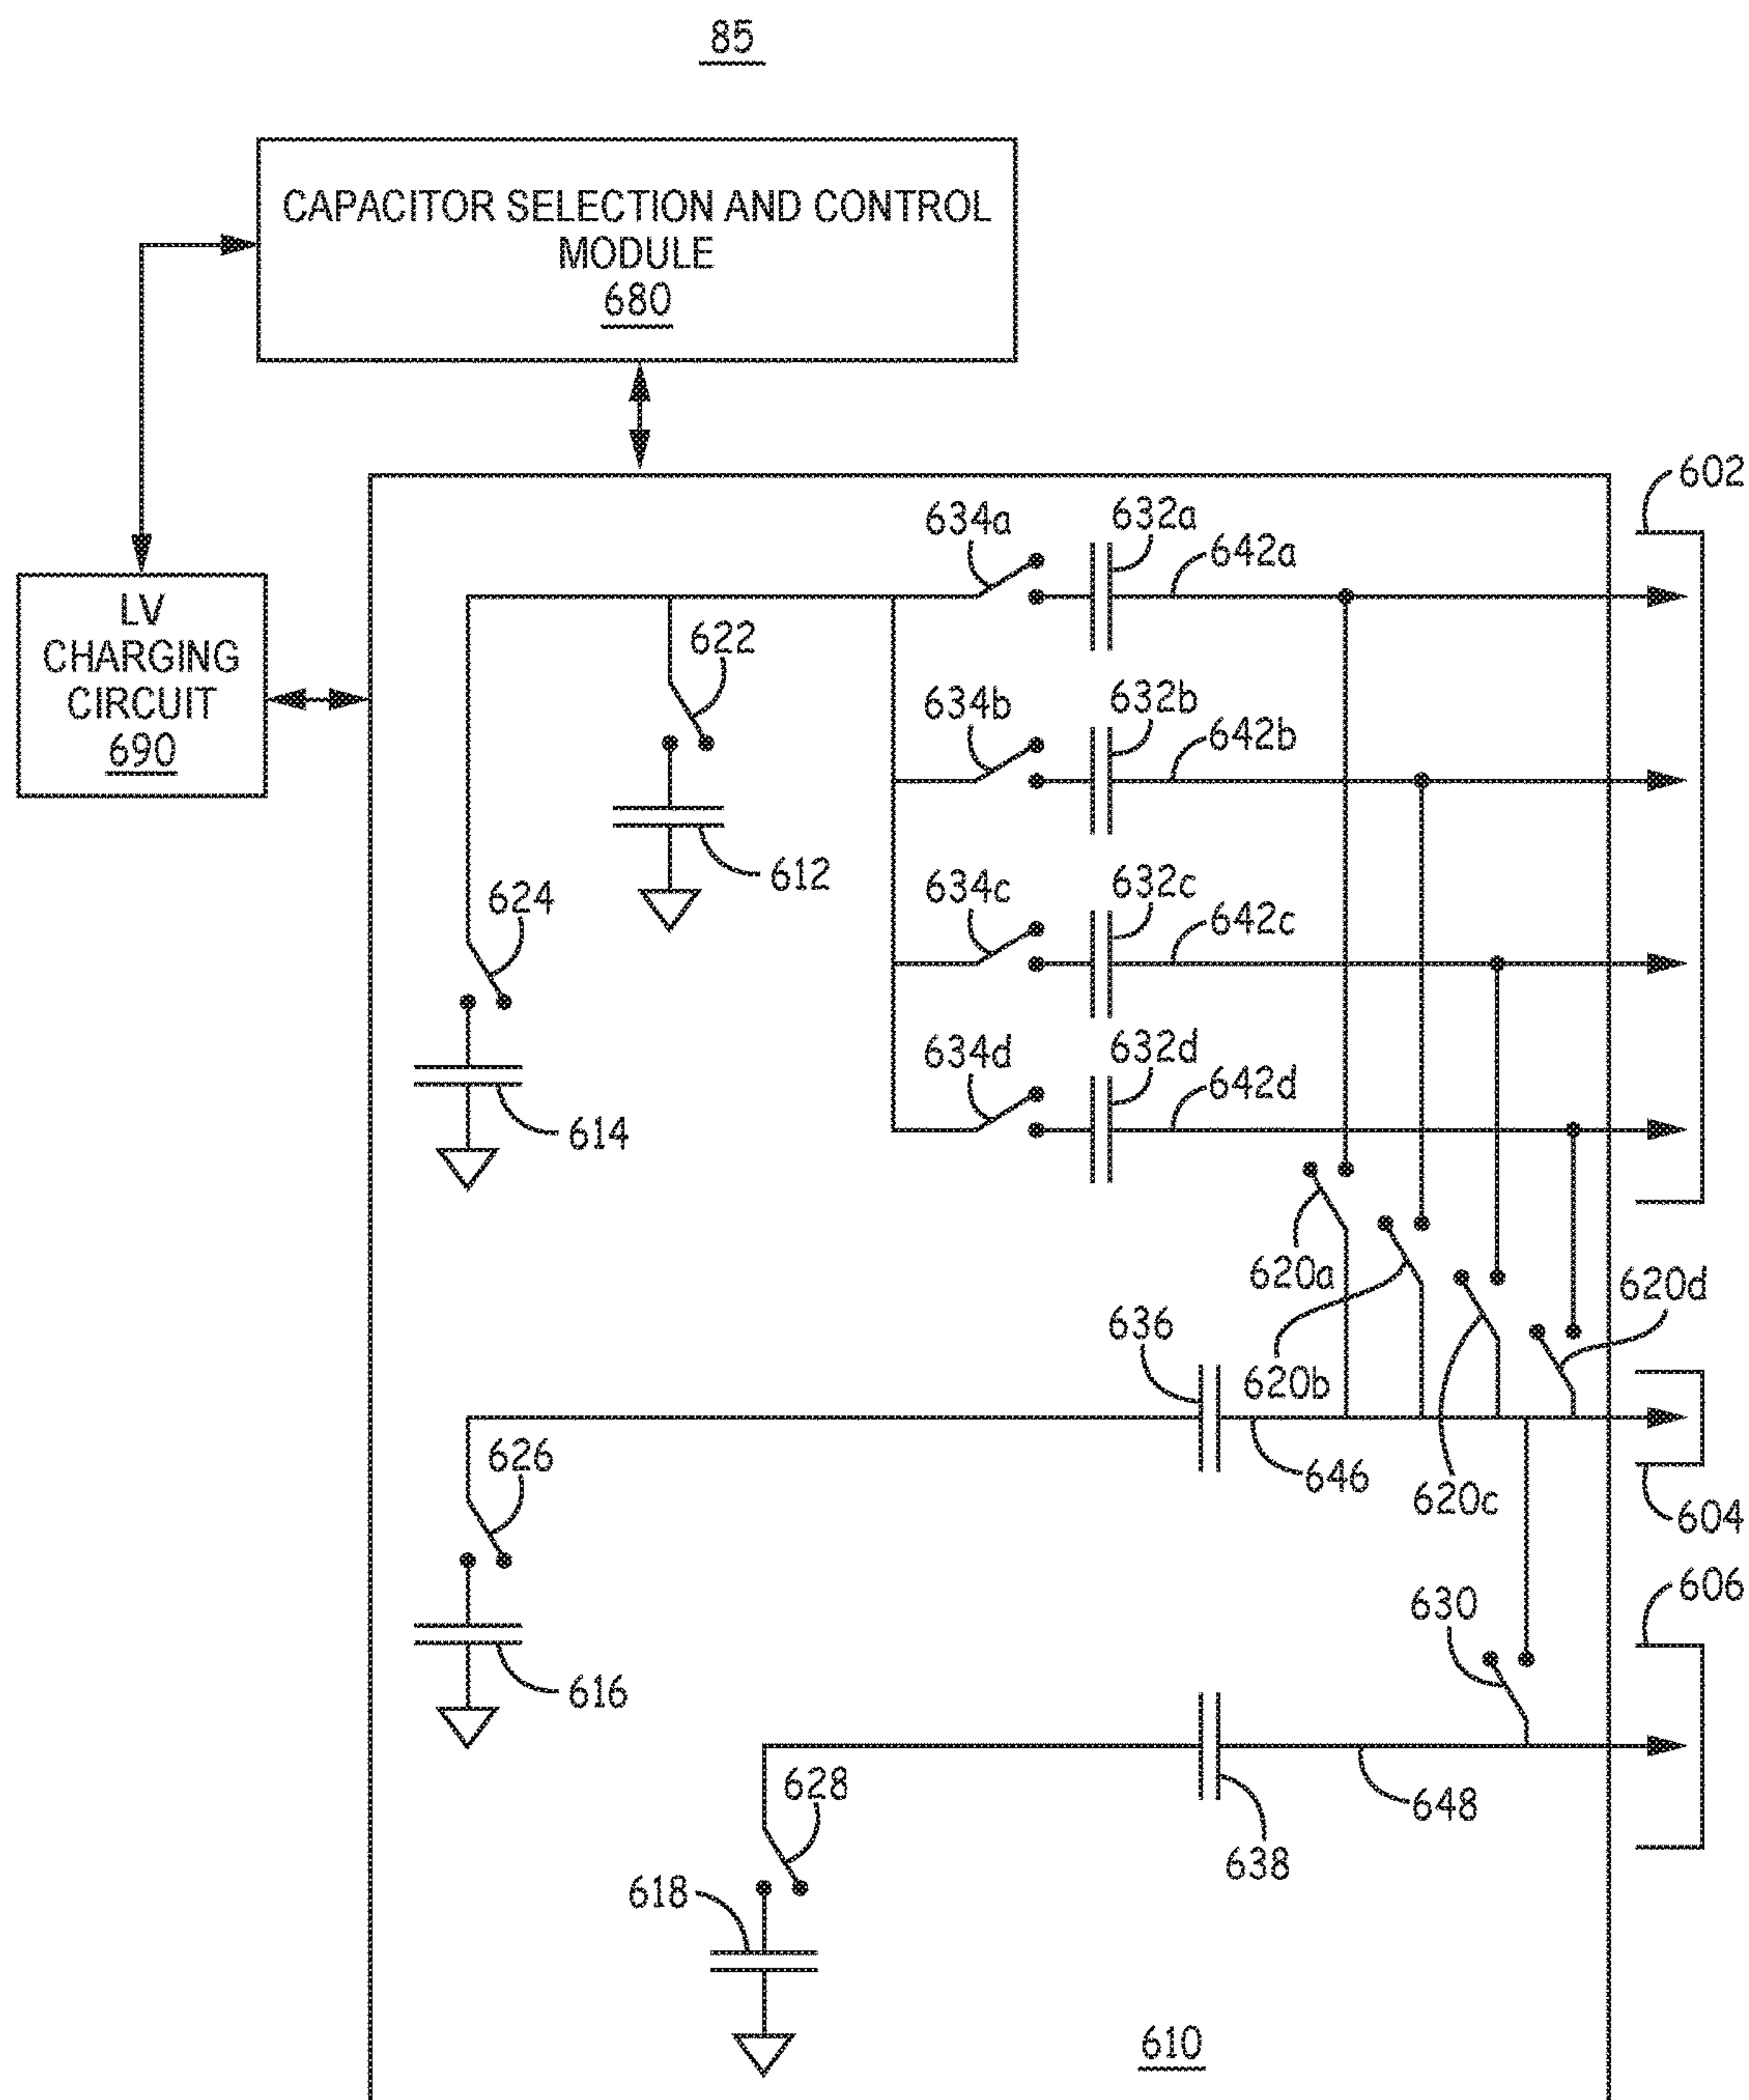 85
CAPACITOR SELECTION AND CONTROL
MODULE
680
602
634a
632a
642a
LV
CHARGING
CIRCUIT
690
622
634b
632b
642b
612
624
634c
632c
642c
634d
632d
642d
614
620a
620d
636
620b
626
646
620c
604
606
630
616
628
648
638
618
610